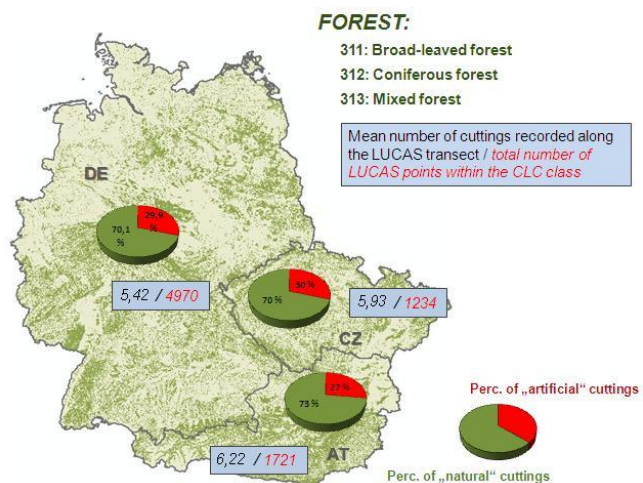 FOREST:
311: Broad-leaved forest
312: Coniferous forest
313: Mixed forest
Mean number of cuttings recorded along
the LUCAS transect / total number of
LUCAS points within the CLC class
DE
29,9
%
70,1
%
5,42 / 4970
30 %
70 %
5,93 / 1234
CZ
27 %
73 %
6,22 / 1721
AT
Perc. of „artificial“ cuttings
Perc. of „natural“ cuttings